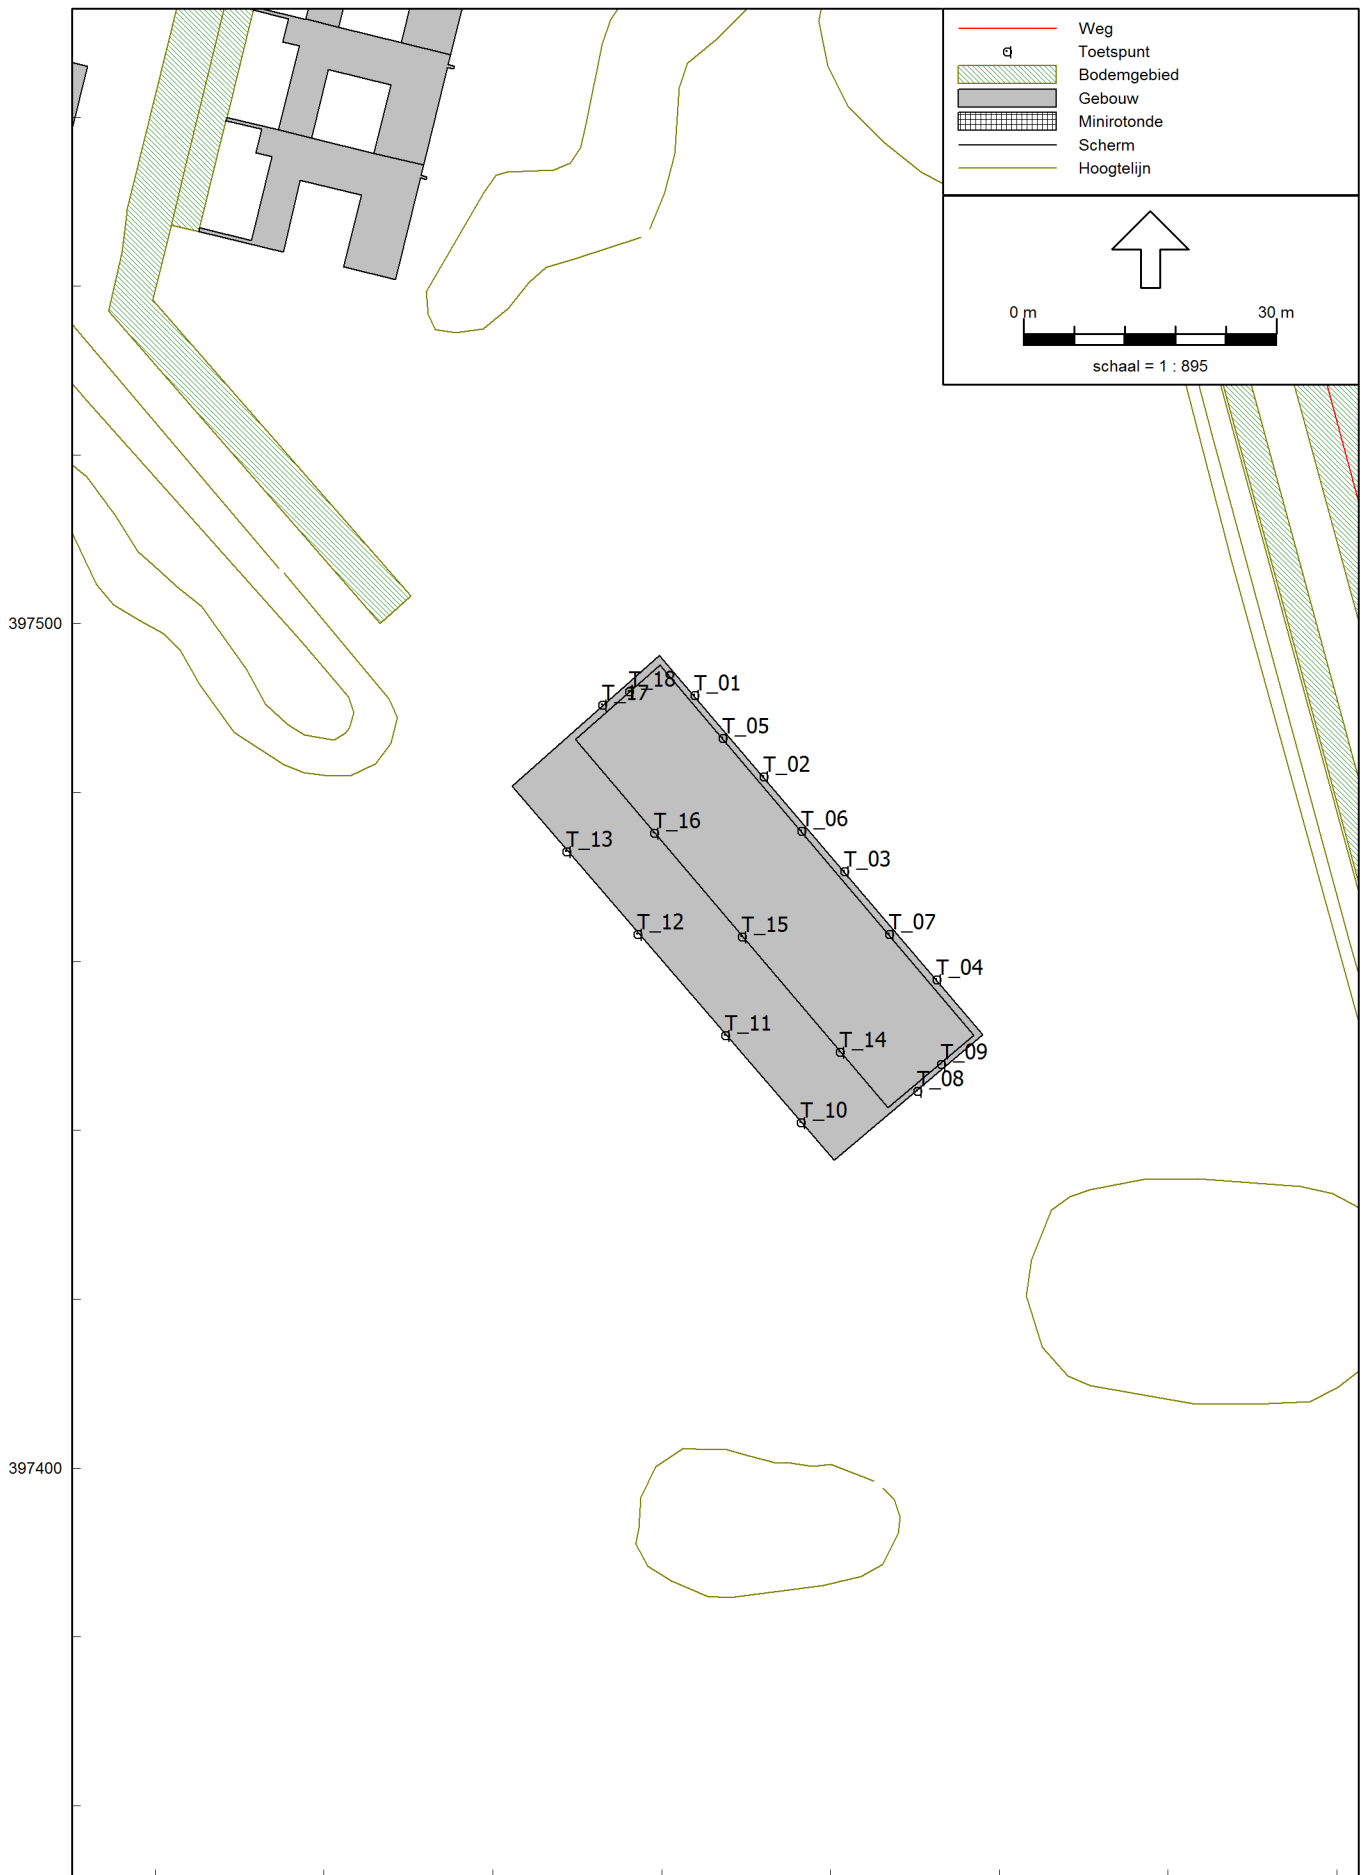 Weg
Toetspunt
Bodemgebied
Gebouw
Minirotonde
Scherm
Hoogtelijn
0 m 30 m
schaal = 1 : 895
397500
T_18
T_17
T_01
T_05
T_02
T_16
T_06
T_13
T_03
T_12
T_15
T_07
T_04
T_11
T_14
T_09
T_08
T_10
397400